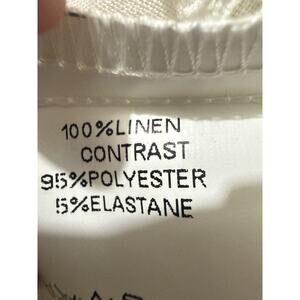 100%LINEN
CONTRAST
95%POLYESTER
5%ELASTANE